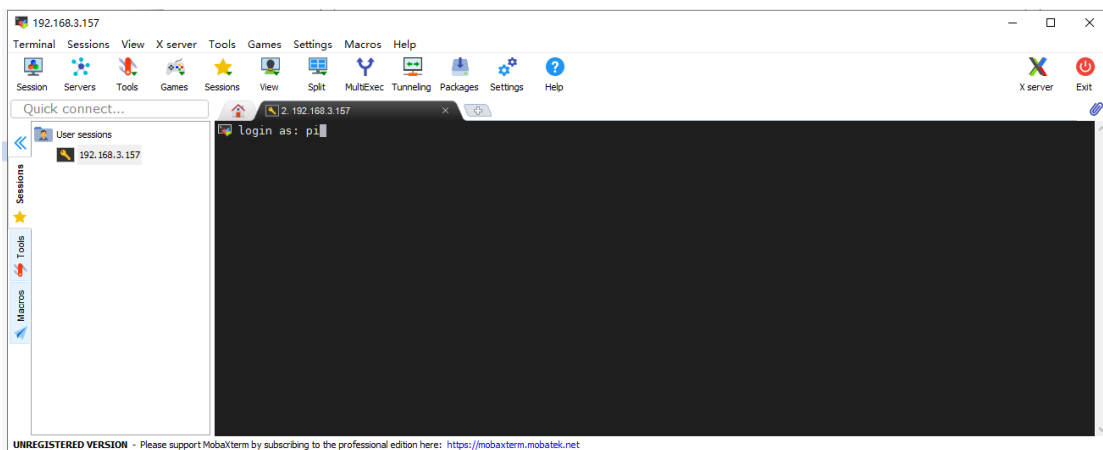 192.168.3.157
Terminal Sessions View X server Tools Games Settings Macros Help
Session Servers Tools Games Sessions View Split MultiExec Tunneling Packages Settings Help X server Exit
Quick connect...
2. 192.168.3.157
User sessions
192.168.3.157
login as: pi
Sessions
Tools
Macros
UNREGISTERED VERSION - Please support MobaXterm by subscribing to the professional edition here: https://mobaxterm.mobatek.net